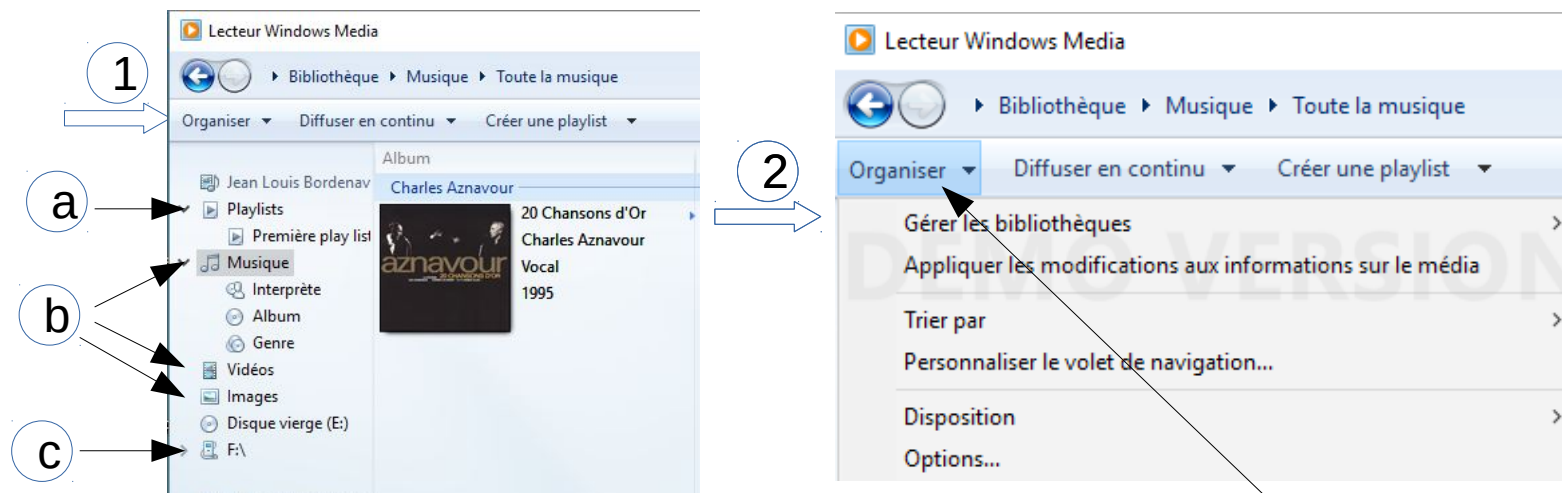 1
Lecteur Windows Media
Bibliothèque Musique Toute la musique
Organiser Diffuser en continu Créer une playlist
a
b
c
Jean Louis Bordenav
Playlists
Première play list
Musique
Interprète
Album
Genre
Vidéos
Images
Disque vierge (E:)
F:\
Album
Charles Aznavour
aznavour
20 CHANSONS D'OR
20 Chansons d'Or
Charles Aznavour
Vocal
1995
2
Lecteur Windows Media
Bibliothèque Musique Toute la musique
Organiser Diffuser en continu Créer une playlist
Gérer les bibliothèques
Appliquer les modifications aux informations sur le média
DEMO VERSION
Trier par
Personnaliser le volet de navigation...
Disposition
Options...